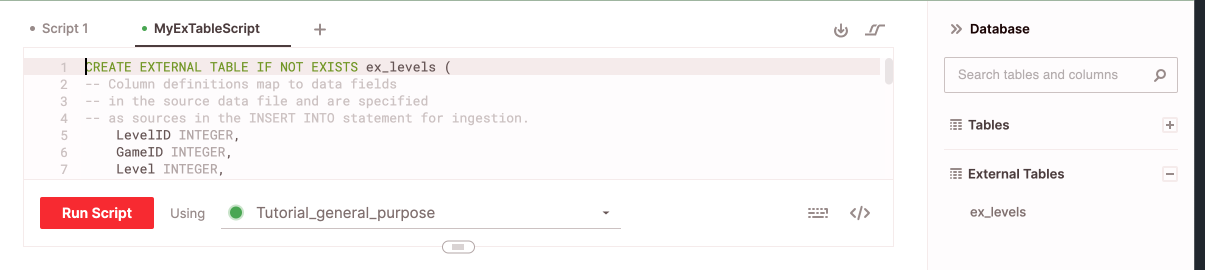 Script 1
MyExTableScript
+
1 CREATE EXTERNAL TABLE IF NOT EXISTS ex_levels (
2 -- Column definitions map to data fields
3 -- in the source data file and are specified
4 -- as sources in the INSERT INTO statement for ingestion.
5 LevelID INTEGER,
6 GameID INTEGER,
7 Level INTEGER,
Run Script Using Tutorial_general_purpose
Database
Search tables and columns
Tables
External Tables
ex_levels